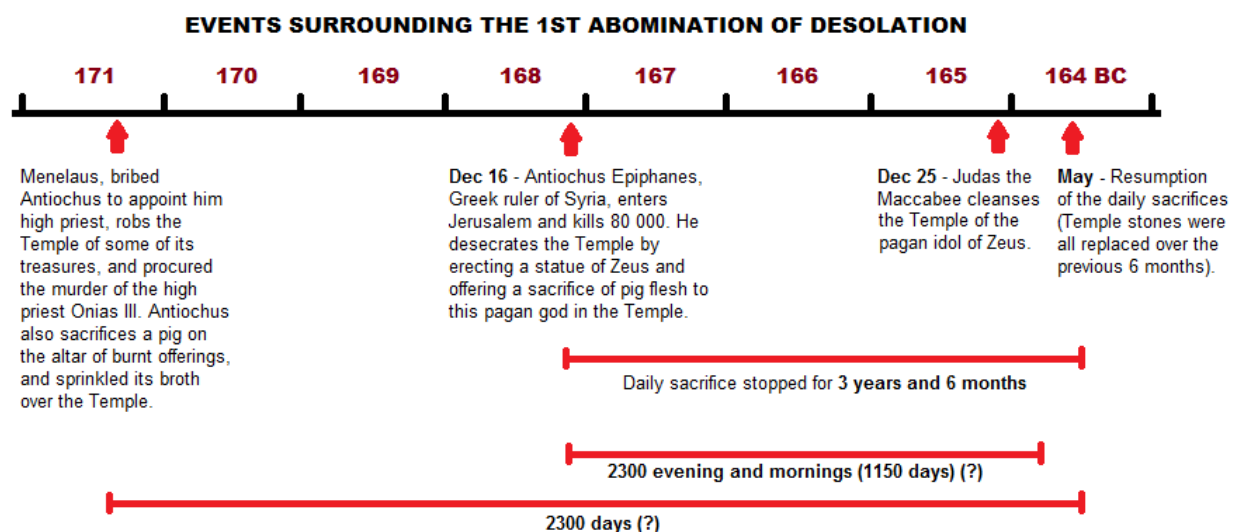 EVENTS SURROUNDING THE 1ST ABOMINATION OF DESOLATION
171 170 169 168 167 166 165 164 BC
Menelaus, bribed
Antiochus to appoint him
high priest, robs the
Temple of some of its
treasures, and procured
the murder of the high
priest Onias III. Antiochus
also sacrifices a pig on
the altar of burnt offerings,
and sprinkled its broth
over the Temple.
Dec 16 - Antiochus Epiphanes,
Greek ruler of Syria, enters
Jerusalem and kills 80 000. He
desecrates the Temple by
erecting a statue of Zeus and
offering a sacrifice of pig flesh to
this pagan god in the Temple.
Dec 25 - Judas the
Maccabee cleanses
the Temple of the
pagan idol of Zeus.
May - Resumption
of the daily sacrifices
(Temple stones were
all replaced over the
previous 6 months).
Daily sacrifice stopped for 3 years and 6 months
2300 evening and mornings (1150 days) (?)
2300 days (?)